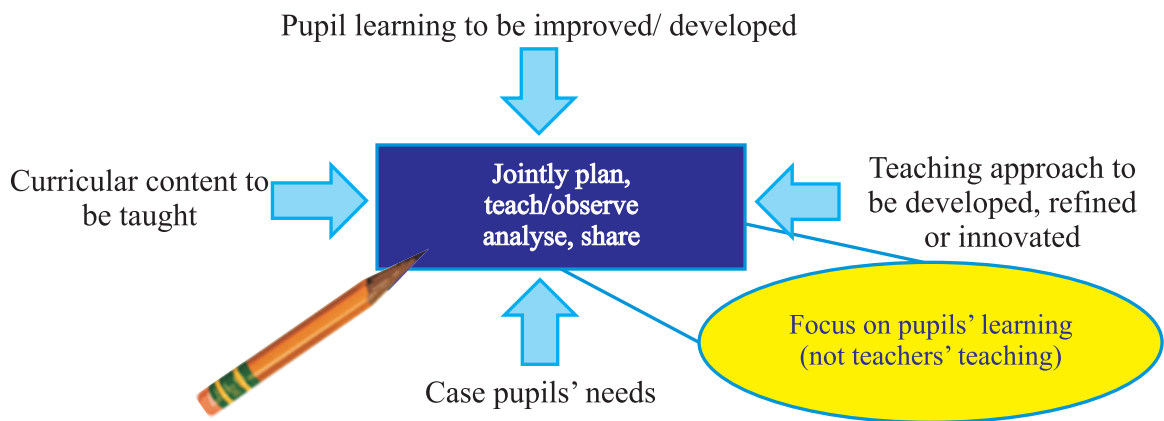 Pupil learning to be improved/ developed
Curricular content to
be taught
Jointly plan,
teach/observe
analyse, share
Teaching approach to
be developed, refined
or innovated
Focus on pupils’ learning
(not teachers’ teaching)
Case pupils’ needs